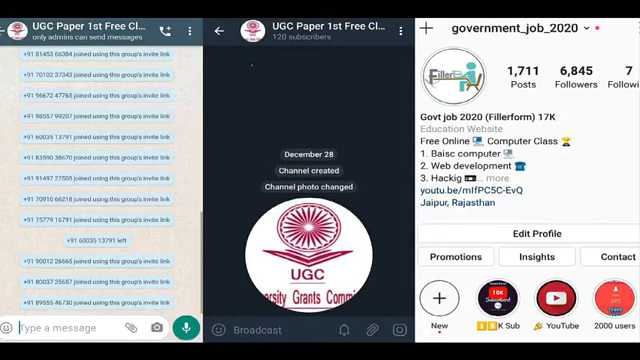 UGC Paper 1st Free Cl...
only admins can send messages
+91 81453 66384 joined using this group's invite link
+91 70102 37343 joined using this group's invite link
+91 96672 47765 joined using this group's invite link
+91 98557 99207 joined using this group's invite link
+91 60035 13791 joined using this group's invite link
+91 83590 38670 joined using this group's invite link
+91 91497 27505 joined using this group's invite link
+91 70910 66218 joined using this group's invite link
+91 75779 16791 joined using this group's invite link
+91 60035 13791 left
+91 90012 26665 joined using this group's invite link
+91 80037 25687 joined using this group's invite link
+91 89555 46730 joined using this group's invite link
Type a message
UGC Paper 1st Free Cl...
120 subscribers
December 28
Channel created
Channel photo changed
UGC
ersity Grants Commi
Broadcast
government_job_2020
Filler
1,711
Posts
6,845
Followers
7
Following
Govt job 2020 (Fillerform) 17K
Education Website
Free Online Computer Class
1. Baisc computer
2. Web development
3. Hackig ... more
youtu.be/mIfPC5C-EvQ
Jaipur, Rajasthan
Edit Profile
Promotions
Insights
Contact
10K
New
Sub
YouTube
2000 users